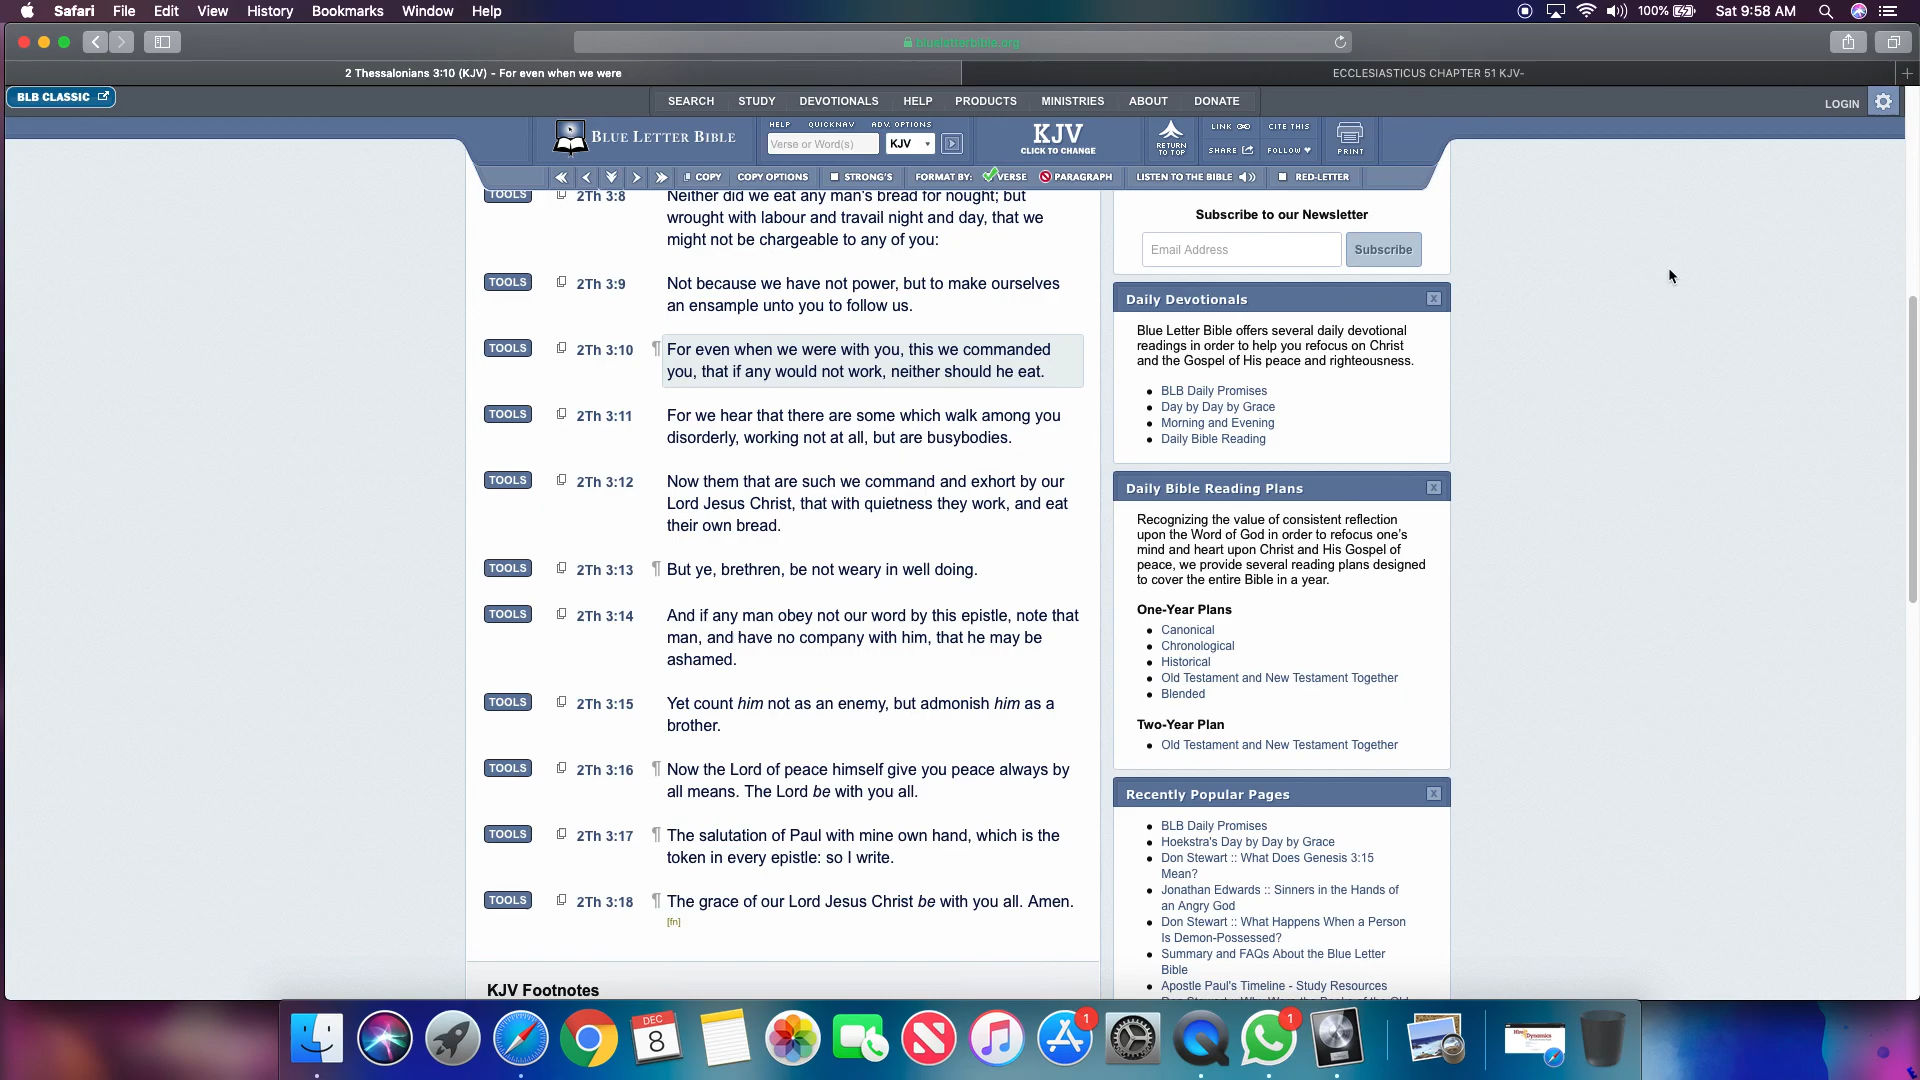 Safari File Edit View History Bookmarks Window Help 100% Sat 9:58 AM
blueletterbible.org
2 Thessalonians 3:10 (KJV) - For even when we were
ECCLESIASTICUS CHAPTER 51 KJV-
BLB CLASSIC
SEARCH STUDY DEVOTIONALS HELP PRODUCTS MINISTRIES ABOUT DONATE
LOGIN
BLUE LETTER BIBLE
HELP QUICKNAV ADV. OPTIONS
Verse or Word(s) KJV
KJV
CLICK TO CHANGE
RETURN
TO TOP
LINK CITE THIS
SHARE FOLLOW
PRINT
COPY COPY OPTIONS STRONG'S FORMAT BY: VERSE PARAGRAPH LISTEN TO THE BIBLE RED-LETTER
TOOLS 2Th 3:8 Neither did we eat any man's bread for nought; but
wrought with labour and travail night and day, that we
might not be chargeable to any of you:
TOOLS 2Th 3:9 Not because we have not power, but to make ourselves
an ensample unto you to follow us.
TOOLS 2Th 3:10 ¶ For even when we were with you, this we commanded
you, that if any would not work, neither should he eat.
TOOLS 2Th 3:11 For we hear that there are some which walk among you
disorderly, working not at all, but are busybodies.
TOOLS 2Th 3:12 Now them that are such we command and exhort by our
Lord Jesus Christ, that with quietness they work, and eat
their own bread.
TOOLS 2Th 3:13 ¶ But ye, brethren, be not weary in well doing.
TOOLS 2Th 3:14 And if any man obey not our word by this epistle, note that
man, and have no company with him, that he may be
ashamed.
TOOLS 2Th 3:15 Yet count him not as an enemy, but admonish him as a
brother.
TOOLS 2Th 3:16 ¶ Now the Lord of peace himself give you peace always by
all means. The Lord be with you all.
TOOLS 2Th 3:17 ¶ The salutation of Paul with mine own hand, which is the
token in every epistle: so I write.
TOOLS 2Th 3:18 ¶ The grace of our Lord Jesus Christ be with you all. Amen.
[fn]
KJV Footnotes
Subscribe to our Newsletter
Email Address Subscribe
Daily Devotionals X
Blue Letter Bible offers several daily devotional
readings in order to help you refocus on Christ
and the Gospel of His peace and righteousness.
BLB Daily Promises
Day by Day by Grace
Morning and Evening
Daily Bible Reading
Daily Bible Reading Plans X
Recognizing the value of consistent reflection
upon the Word of God in order to refocus one's
mind and heart upon Christ and His Gospel of
peace, we provide several reading plans designed
to cover the entire Bible in a year.
One-Year Plans
Canonical
Chronological
Historical
Old Testament and New Testament Together
Blended
Two-Year Plan
Old Testament and New Testament Together
Recently Popular Pages X
BLB Daily Promises
Hoekstra's Day by Day by Grace
Don Stewart :: What Does Genesis 3:15
Mean?
Jonathan Edwards :: Sinners in the Hands of
an Angry God
Don Stewart :: What Happens When a Person
Is Demon-Possessed?
Summary and FAQs About the Blue Letter
Bible
Apostle Paul's Timeline - Study Resources
DEC
8
1
1